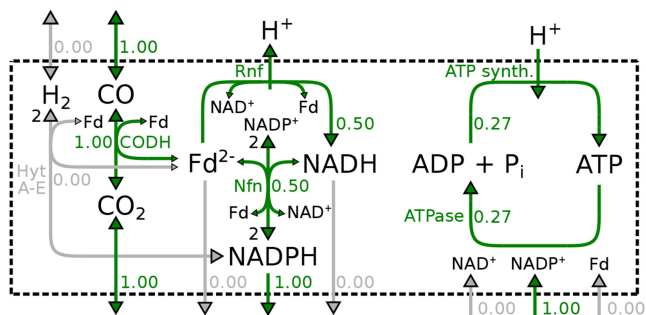 0.00
1.00
H⁺
H⁺
Rnf
ATP synth.
H₂
CO
NAD⁺
Fd
2
Fd
Fd
NADP⁺
0.50
0.27
1.00
CODH
2
Hyt
A-E
0.00
Fd²⁻
NADH
ADP + Pᵢ
ATP
Nfn
0.50
CO₂
Fd
NAD⁺
ATPase
0.27
2
NADPH
NAD⁺
NADP⁺
Fd
1.00
0.00
1.00
0.00
0.00
1.00
0.00